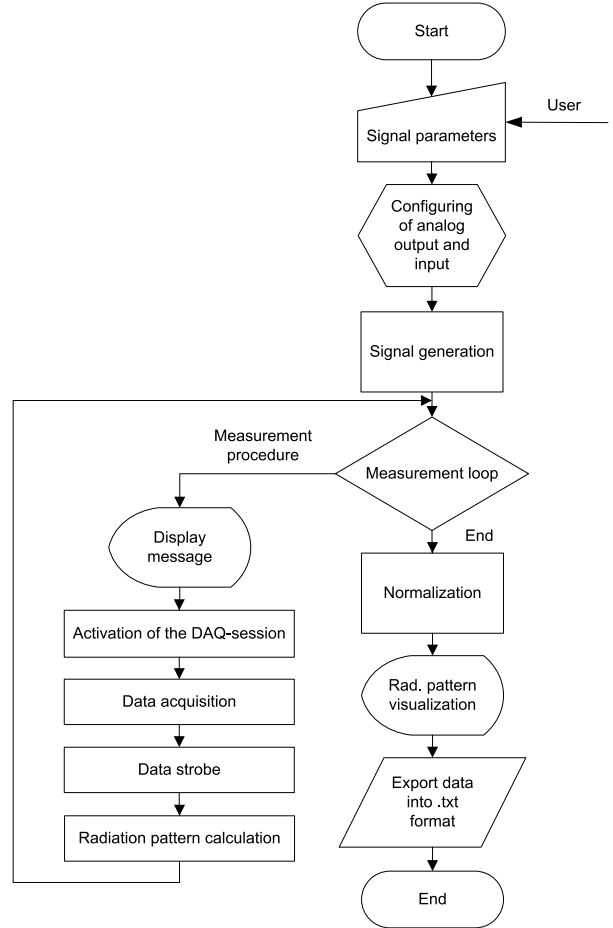 Start
User
Signal parameters
Configuring
of analog
output and
input
Signal generation
Measurement
procedure
Measurement loop
Display
message
End
Activation of the DAQ-session
Normalization
Data acquisition
Rad. pattern
visualization
Data strobe
Export data
into .txt
format
Radiation pattern calculation
End